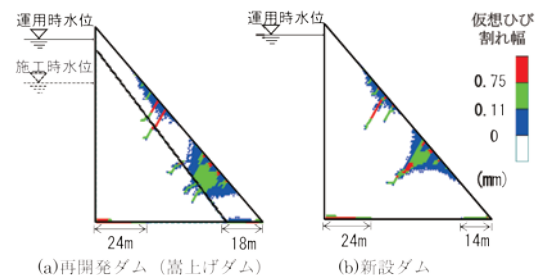 運用時水位
施工時水位
24m
18m
(a)再開発ダム（嵩上げダム）
運用時水位
24m
14m
(b)新設ダム
仮想ひび
割れ幅
0.75
0.11
0
(mm)